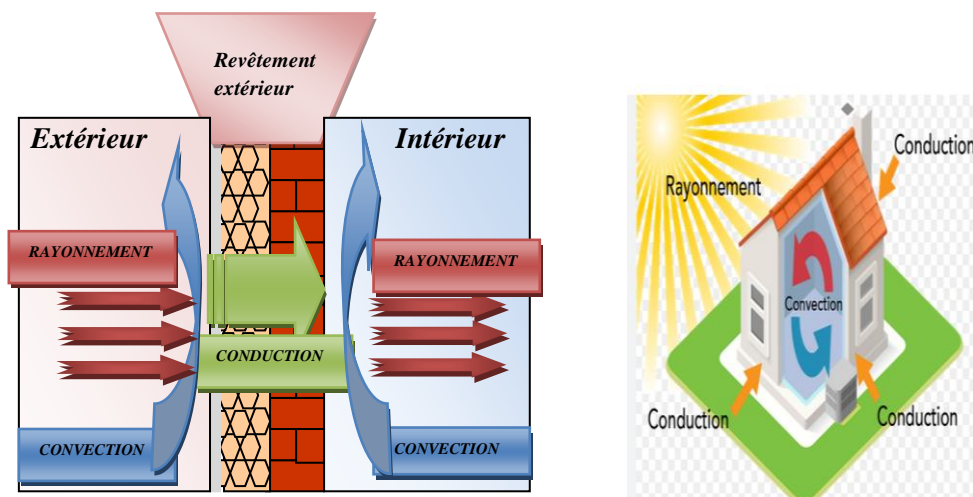 Revêtement
extérieur
Extérieur
Intérieur
RAYONNEMENT
RAYONNEMENT
CONDUCTION
CONVECTION
CONVECTION
Conduction
Rayonnement
Convection
Conduction
Conduction